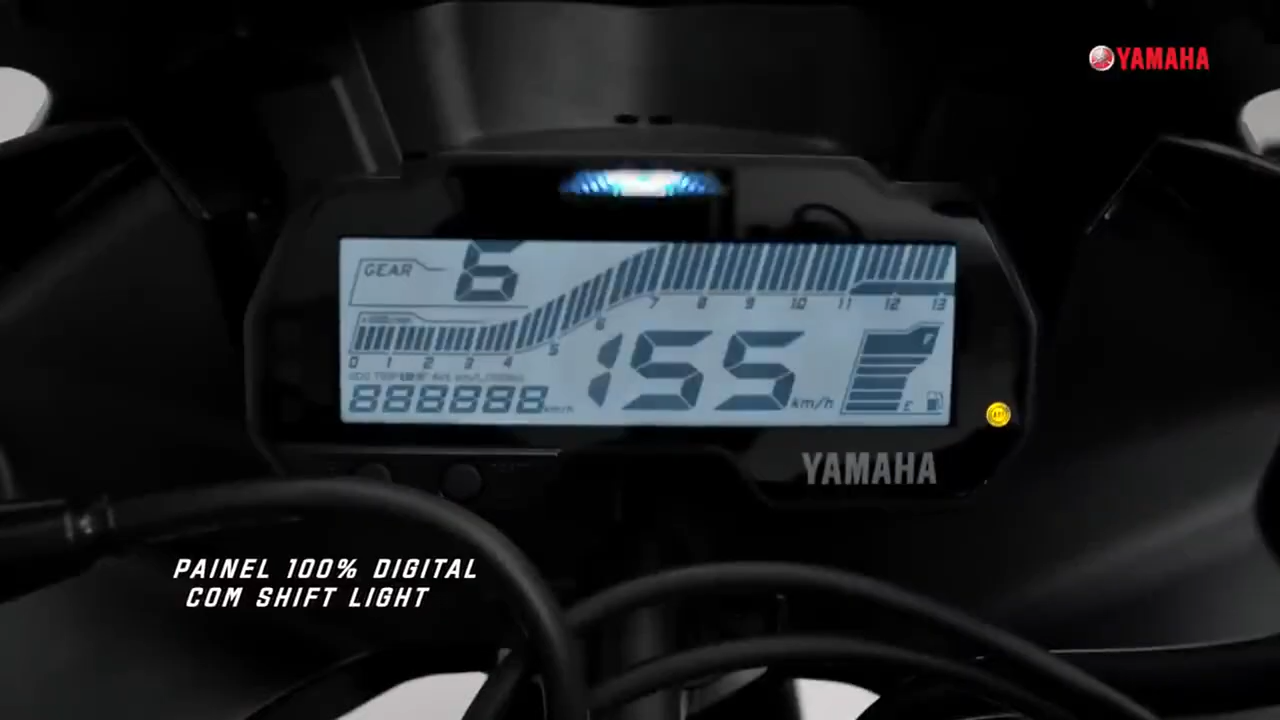 YAMAHA
GEAR 6
7 8 9 10 11 12 13
6
5
0 1 2 3 4
155 km/h
888888 km/h
E
YAMAHA
PAINEL 100% DIGITAL
COM SHIFT LIGHT